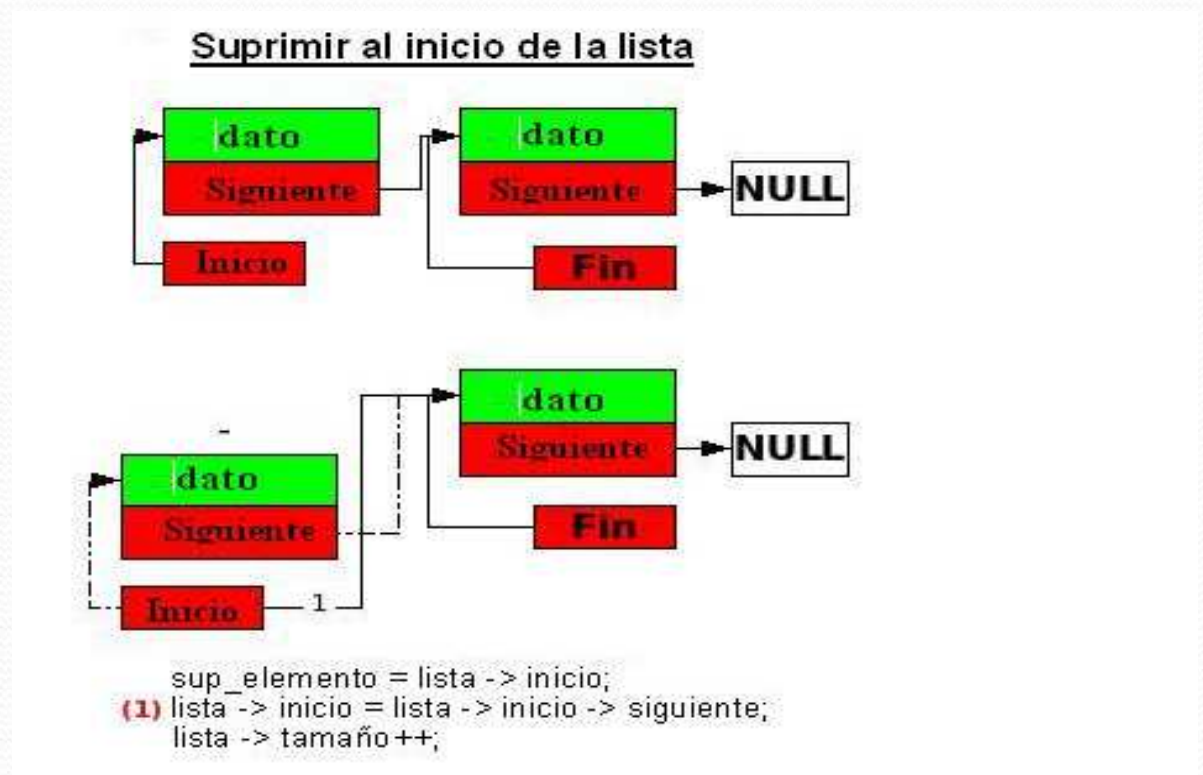 Suprimir al inicio de la lista
dato
dato
Siguiente
Siguiente
NULL
Inicio
Fin
dato
-
dato
Siguiente
NULL
Siguiente
Fin
Inicio
1
sup_elemento = lista -> inicio;
(1) lista -> inicio = lista -> inicio -> siguiente;
lista -> tamaño++;